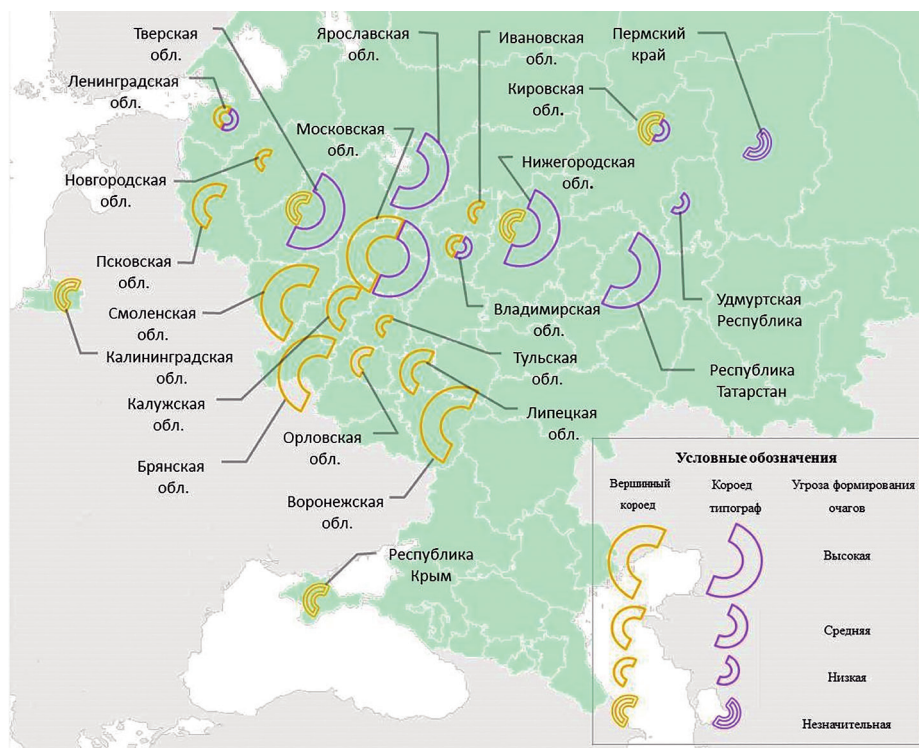 Тверская
обл.
Ярославская
обл.
Ивановская
обл.
Пермский
край
Ленинградская
обл.
Кировская
обл.
Московская
обл.
Нижегородская
обл.
Новгородская
обл.
Псковская
обл.
Смоленская
обл.
Владимирская
обл.
Удмуртская
Республика
Калининградская
обл.
Тульская
обл.
Республика
Татарстан
Калужская
обл.
Липецкая
обл.
Орловская
обл.
Брянская
обл.
Воронежская
обл.
Республика
Крым
Условные обозначения
Вершинный
короед
Короед
типограф
Угроза формирования
очагов
Высокая
Средняя
Низкая
Незначительная